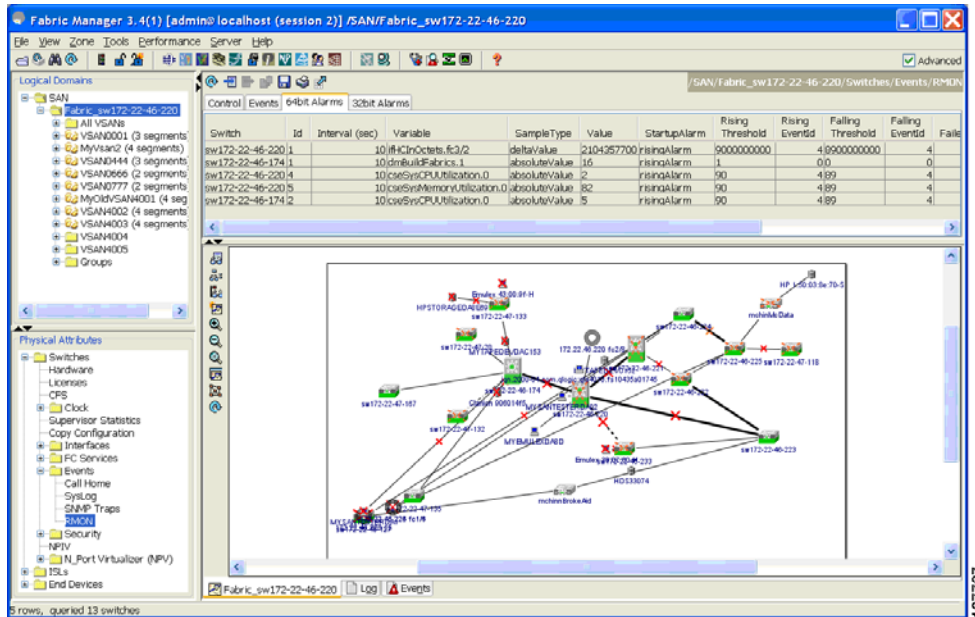 Fabric Manager 3.4(1) [admin@localhost (session 2)] /SAN/Fabric_sw172-22-46-220
File View Zone Tools Performance Server Help
Advanced
Logical Domains
/SAN/Fabric_sw172-22-46-220/Switches/Events/RMON
SAN
Fabric_sw172-22-46-220
All VSANs
VSAN0001 (3 segments)
MyVsan2 (4 segments)
VSAN0444 (3 segments)
VSAN0666 (2 segments)
VSAN0777 (2 segments)
MyOldVSAN4001 (4 seg
VSAN4002 (4 segments)
VSAN4003 (4 segments)
VSAN4004
VSAN4005
Groups
Control Events 64bit Alarms 32bit Alarms
Switch Id Interval (sec) Variable SampleType Value StartupAlarm Rising Threshold Rising EventId Falling Threshold Falling EventId Faile
sw172-22-46-220 1 10 ifHCInOctets.fc3/2 deltaValue 2104357700 risingAlarm 9000000000 4 8900000000 4
sw172-22-46-174 1 10 dmBuildFabrics.1 absoluteValue 16 risingAlarm 1 0 0 0
sw172-22-46-220 4 10 cseSysCPUUtilization.0 absoluteValue 2 risingAlarm 90 4 89 4
sw172-22-46-220 5 10 cseSysMemoryUtilization.0 absoluteValue 82 risingAlarm 90 4 89 4
sw172-22-46-174 2 10 cseSysCPUUtilization.0 absoluteValue 5 risingAlarm 90 4 89 4
Physical Attributes
Switches
Hardware
Licenses
CFS
Clock
Supervisor Statistics
Copy Configuration
Interfaces
FC Services
Events
Call Home
SysLog
SNMP Traps
RMON
Security
NPIV
N_Port Virtualizer (NPV)
ISLs
End Devices
sw172-22-47-133
mchinMcData
172.22.46.220 fc2/9
sw172-22-46-225
sw172-22-47-118
sw172-22-46-174
sw172-22-47-167
sw172-22-47-132
MYEMULEXDABD
sw172-22-46-223
sw172-22-46-233
HDS33074
mchinnBrokeAid
Fabric_sw172-22-46-220 Log Events
5 rows, queried 13 switches